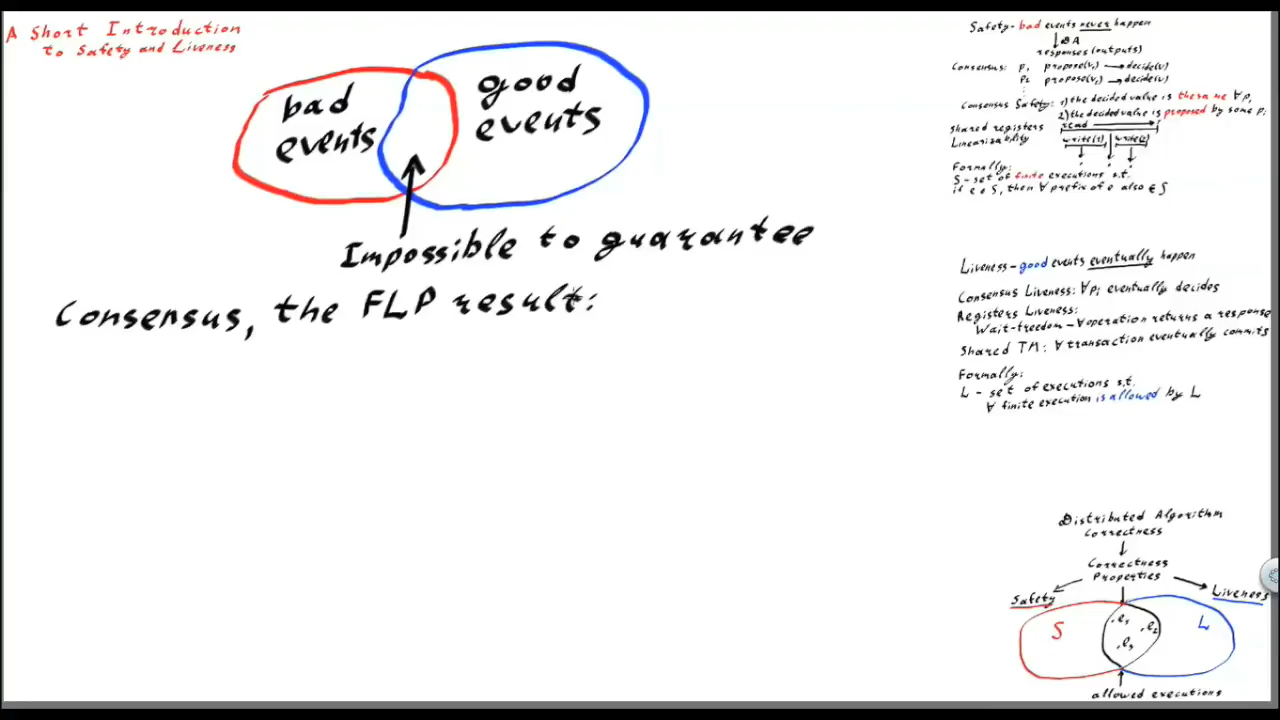 A Short Introduction
to Safety and Liveness
bad
events
good
events
Impossible to guarantee
Consensus, the FLP result:
Safety - bad events never happen
DA
responses (outputs)
Consensus: P₁ propose(v₁) → decide(v)
P₂ propose(v₁) → decide(v)
⋮
Consensus Safety: 1) the decided value is the same ∀pᵢ
2) the decided value is proposed by some pᵢ
Shared registers read
Linearizability write(1) write(2)
Formally:
S - set of finite executions s.t.
if e ∈ S, then ∀ prefix of e also ∈ S
Liveness - good events eventually happen
Consensus Liveness: ∀pᵢ eventually decides
Registers Liveness:
Wait-freedom - ∀ operation returns a response
Shared TM: ∀ transaction eventually commits
Formally:
L - set of executions s.t.
∀ finite execution is allowed by L
Distributed Algorithm
Correctness
Correctness
Properties
Safety Liveness
S e₁ e₂ L
e₃
allowed executions